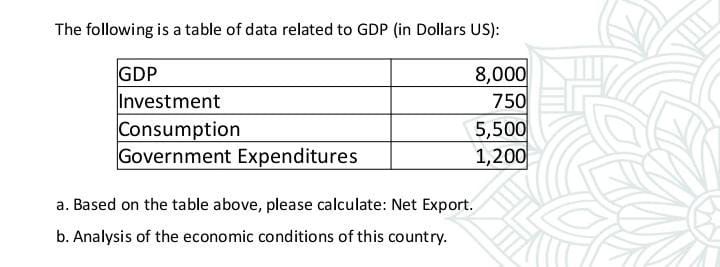 The following is a table of data related to GDP (in Dollars US):
GDP 8,000
Investment 750
Consumption 5,500
Government Expenditures 1,200
a. Based on the table above, please calculate: Net Export.
b. Analysis of the economic conditions of this country.